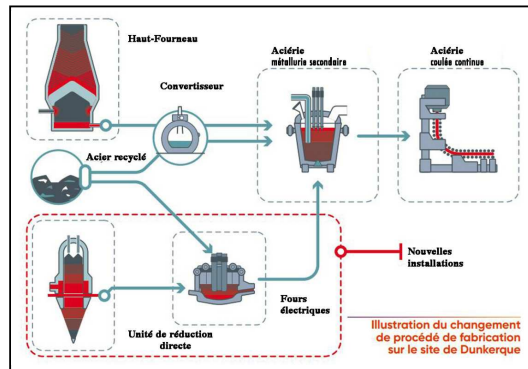 Haut-Fourneau
Aciérie
métallurie secondaire
Aciérie
coulée continue
Convertisseur
Acier recyclé
Nouvelles
installations
Fours
électriques
Unité de réduction
directe
Illustration du changement
de procédé de fabrication
sur le site de Dunkerque